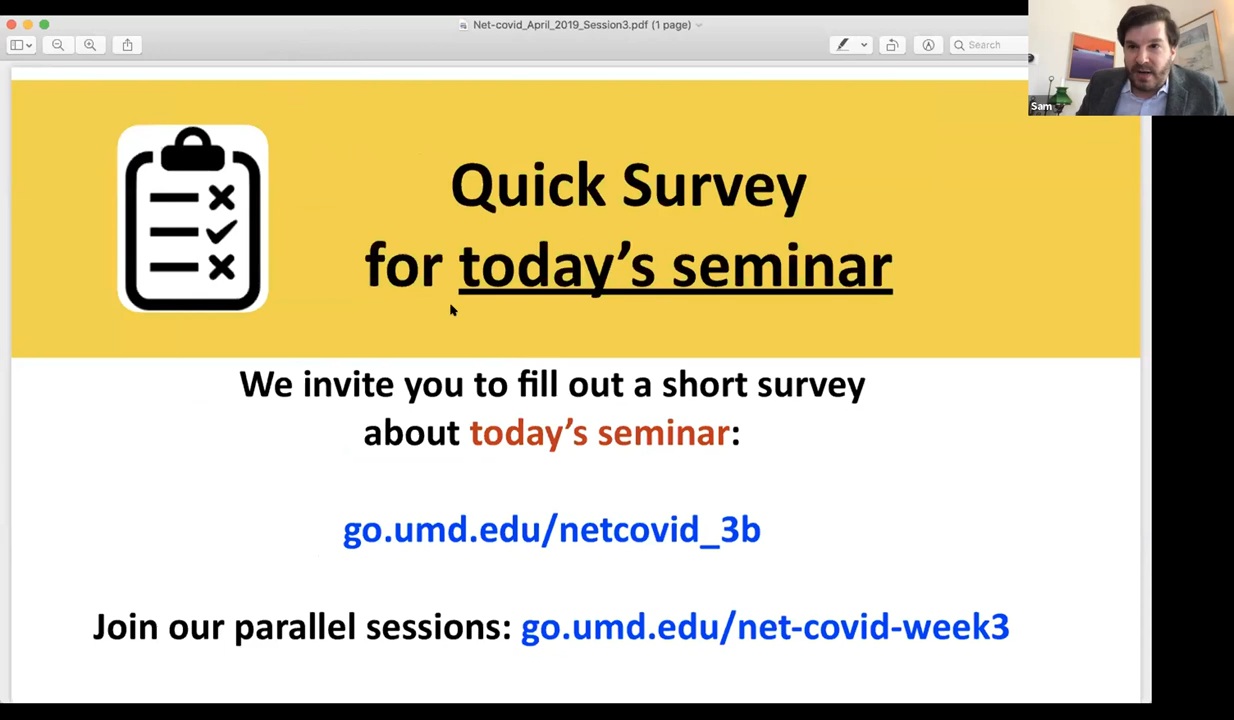 Net-covid_April_2019_Session3.pdf (1 page)
Search
Sam
Quick Survey
for today's seminar
We invite you to fill out a short survey
about today's seminar:
go.umd.edu/netcovid_3b
Join our parallel sessions: go.umd.edu/net-covid-week3